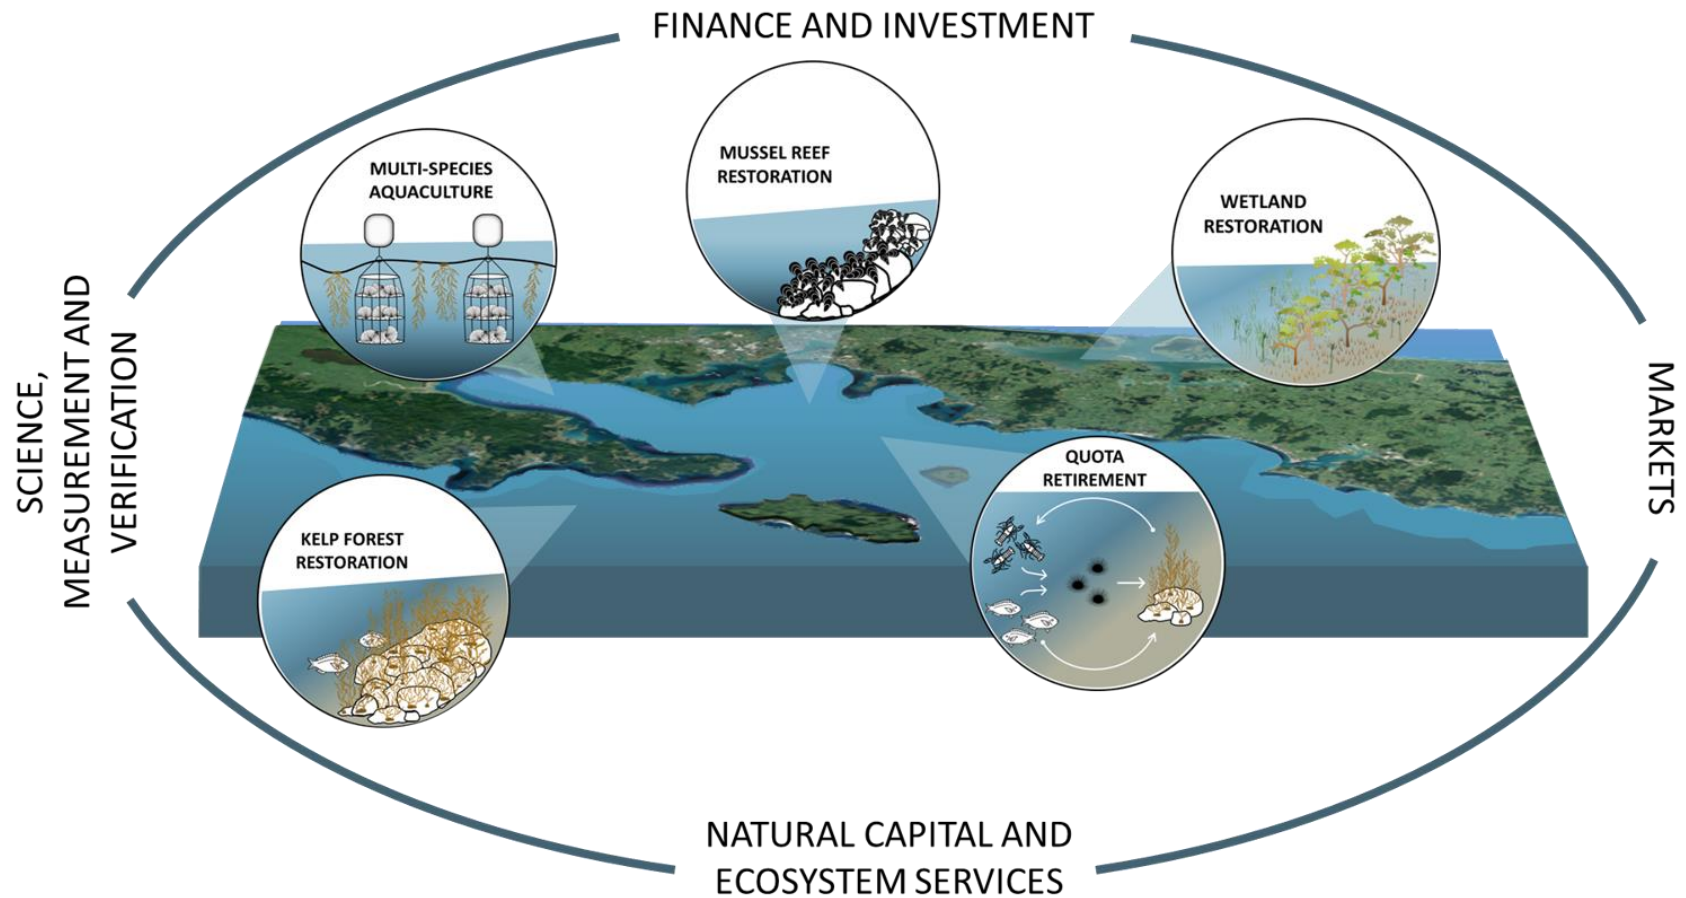 FINANCE AND INVESTMENT
MULTI-SPECIES
AQUACULTURE
MUSSEL REEF
RESTORATION
WETLAND
RESTORATION
SCIENCE,
MEASUREMENT AND
VERIFICATION
MARKETS
KELP FOREST
RESTORATION
QUOTA
RETIREMENT
NATURAL CAPITAL AND
ECOSYSTEM SERVICES